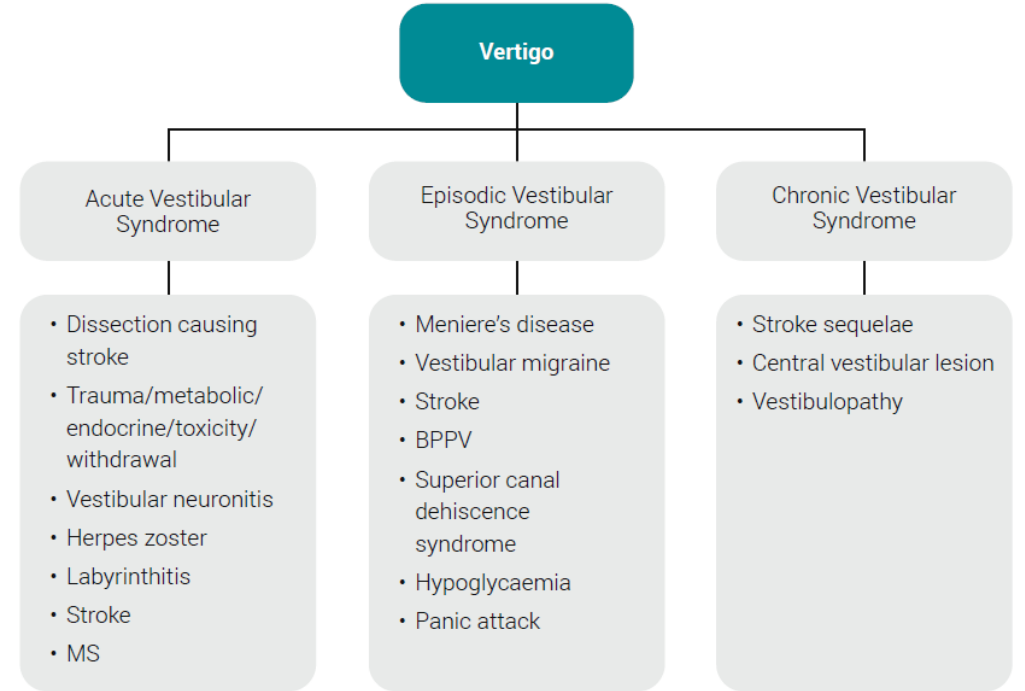 Vertigo
Acute Vestibular
Syndrome
Episodic Vestibular
Syndrome
Chronic Vestibular
Syndrome
• Dissection causing
stroke
• Trauma/metabolic/
endocrine/toxicity/
withdrawal
• Vestibular neuronitis
• Herpes zoster
• Labyrinthitis
• Stroke
• MS
• Meniere’s disease
• Vestibular migraine
• Stroke
• BPPV
• Superior canal
dehiscence
syndrome
• Hypoglycaemia
• Panic attack
• Stroke sequelae
• Central vestibular lesion
• Vestibulopathy